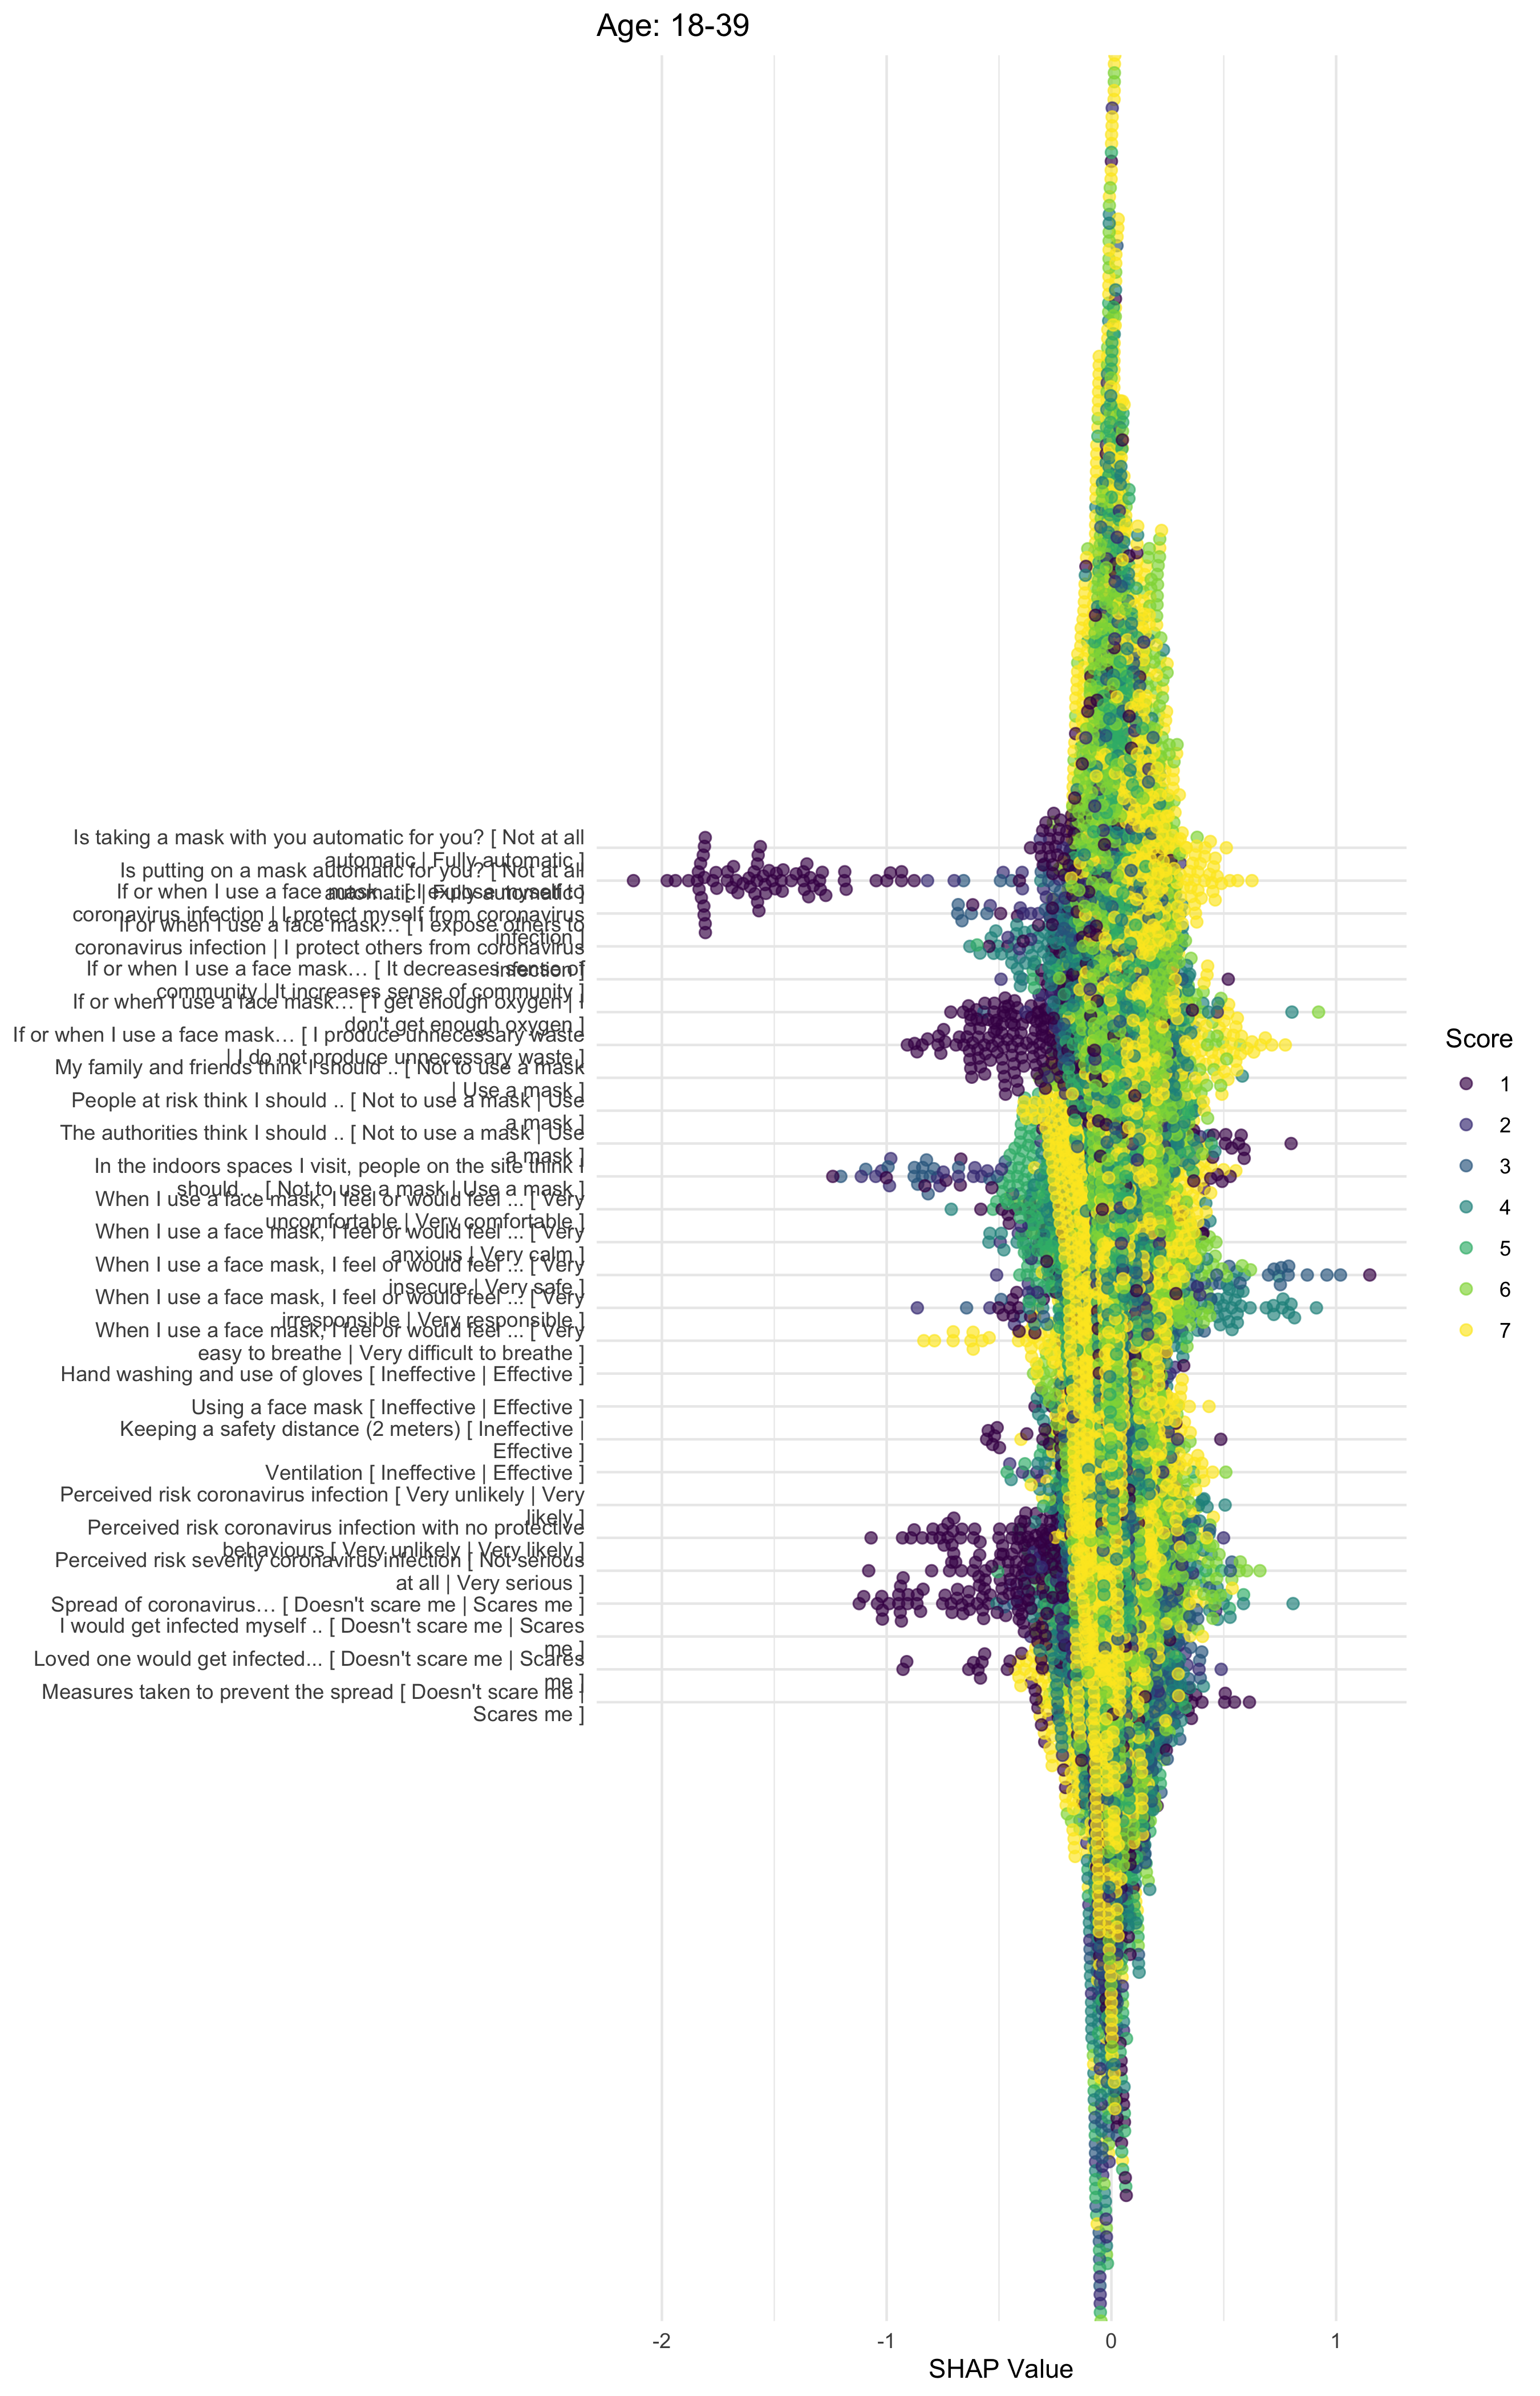 Age: 18-39
Is taking a mask with you automatic for you? [ Not at all
automatic | Fully automatic ]
Is putting on a mask automatic for you? [ Not at all
automatic | Fully automatic ]
If or when I use a face mask… [ I expose myself to
coronavirus infection | I protect myself from coronavirus
infection ]
If or when I use a face mask… [ I expose others to
coronavirus infection | I protect others from coronavirus
infection ]
If or when I use a face mask… [ It decreases sense of
community | It increases sense of community ]
If or when I use a face mask… [ I get enough oxygen | I
don't get enough oxygen ]
If or when I use a face mask… [ I produce unnecessary waste
| I do not produce unnecessary waste ]
My family and friends think I should .. [ Not to use a mask
| Use a mask ]
People at risk think I should .. [ Not to use a mask | Use
a mask ]
The authorities think I should .. [ Not to use a mask | Use
a mask ]
In the indoors spaces I visit, people on the site think I
should... [ Not to use a mask | Use a mask ]
When I use a face mask, I feel or would feel ... [ Very
uncomfortable | Very comfortable ]
When I use a face mask, I feel or would feel ... [ Very
anxious | Very calm ]
When I use a face mask, I feel or would feel ... [ Very
insecure | Very safe ]
When I use a face mask, I feel or would feel ... [ Very
irresponsible | Very responsible ]
When I use a face mask, I feel or would feel ... [ Very
easy to breathe | Very difficult to breathe ]
Hand washing and use of gloves [ Ineffective | Effective ]
Using a face mask [ Ineffective | Effective ]
Keeping a safety distance (2 meters) [ Ineffective |
Effective ]
Ventilation [ Ineffective | Effective ]
Perceived risk coronavirus infection [ Very unlikely | Very
likely ]
Perceived risk coronavirus infection with no protective
behaviours [ Very unlikely | Very likely ]
Perceived risk severity coronavirus infection [ Not serious
at all | Very serious ]
Spread of coronavirus… [ Doesn't scare me | Scares me ]
I would get infected myself .. [ Doesn't scare me | Scares
me ]
Loved one would get infected... [ Doesn't scare me | Scares
me ]
Measures taken to prevent the spread [ Doesn't scare me |
Scares me ]
-2
-1
0
1
SHAP Value
Score
1
2
3
4
5
6
7